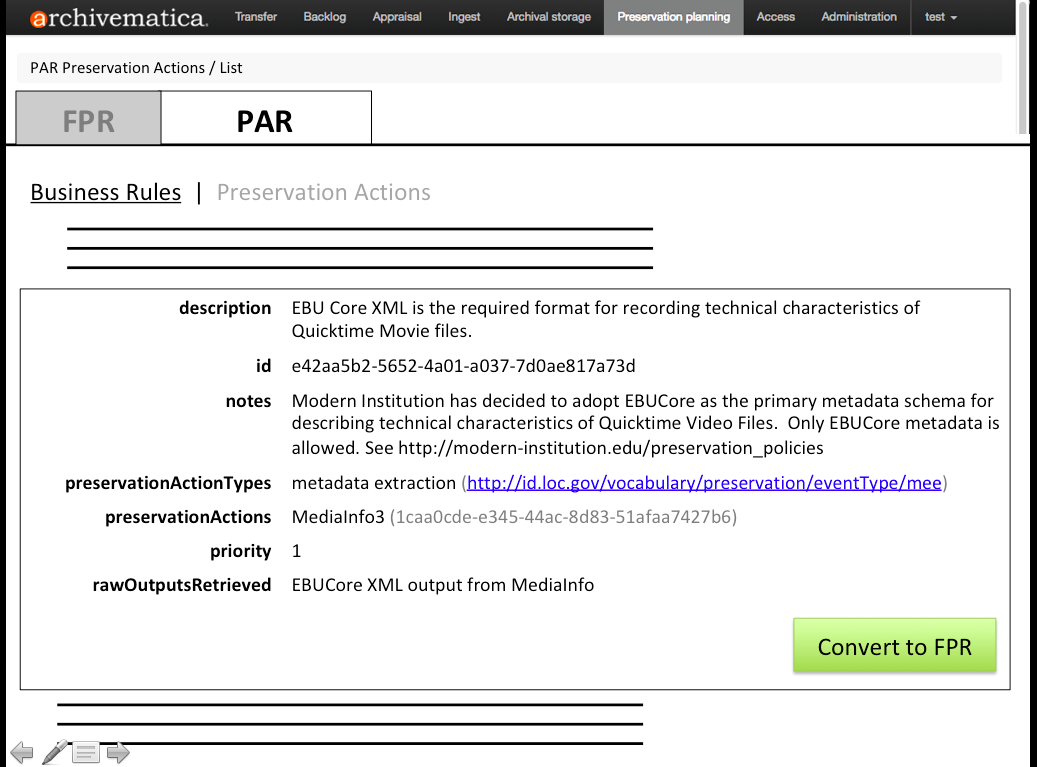 archivematica
Transfer Backlog Appraisal Ingest Archival storage Preservation planning Access Administration test
PAR Preservation Actions / List
FPR PAR
Business Rules | Preservation Actions
description EBU Core XML is the required format for recording technical characteristics of
Quicktime Movie files.
id e42aa5b2-5652-4a01-a037-7d0ae817a73d
notes Modern Institution has decided to adopt EBUCore as the primary metadata schema for
describing technical characteristics of Quicktime Video Files. Only EBUCore metadata is
allowed. See http://modern-institution.edu/preservation_policies
preservationActionTypes metadata extraction (http://id.loc.gov/vocabulary/preservation/eventType/mee)
preservationActions MediaInfo3 (1caa0cde-e345-44ac-8d83-51afaa7427b6)
priority 1
rawOutputsRetrieved EBUCore XML output from MediaInfo
Convert to FPR